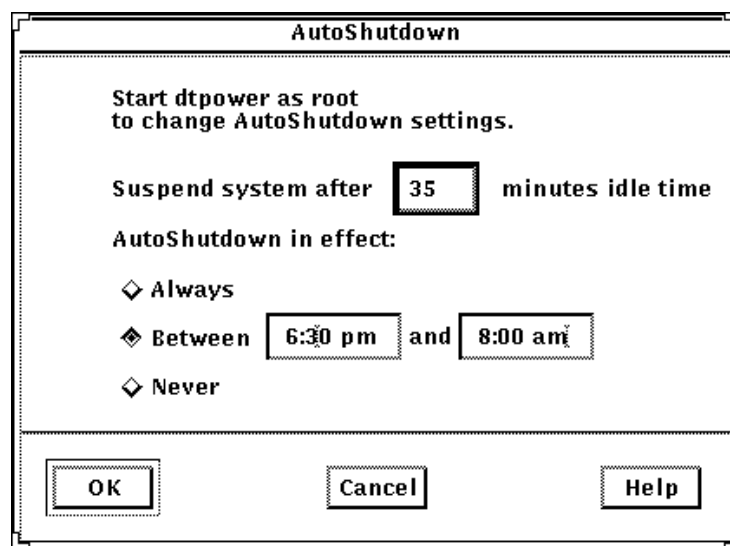 AutoShutdown
Start dtpower as root
to change AutoShutdown settings.
Suspend system after 35 minutes idle time
AutoShutdown in effect:
Always
Between 6:30 pm and 8:00 am
Never
OK Cancel Help